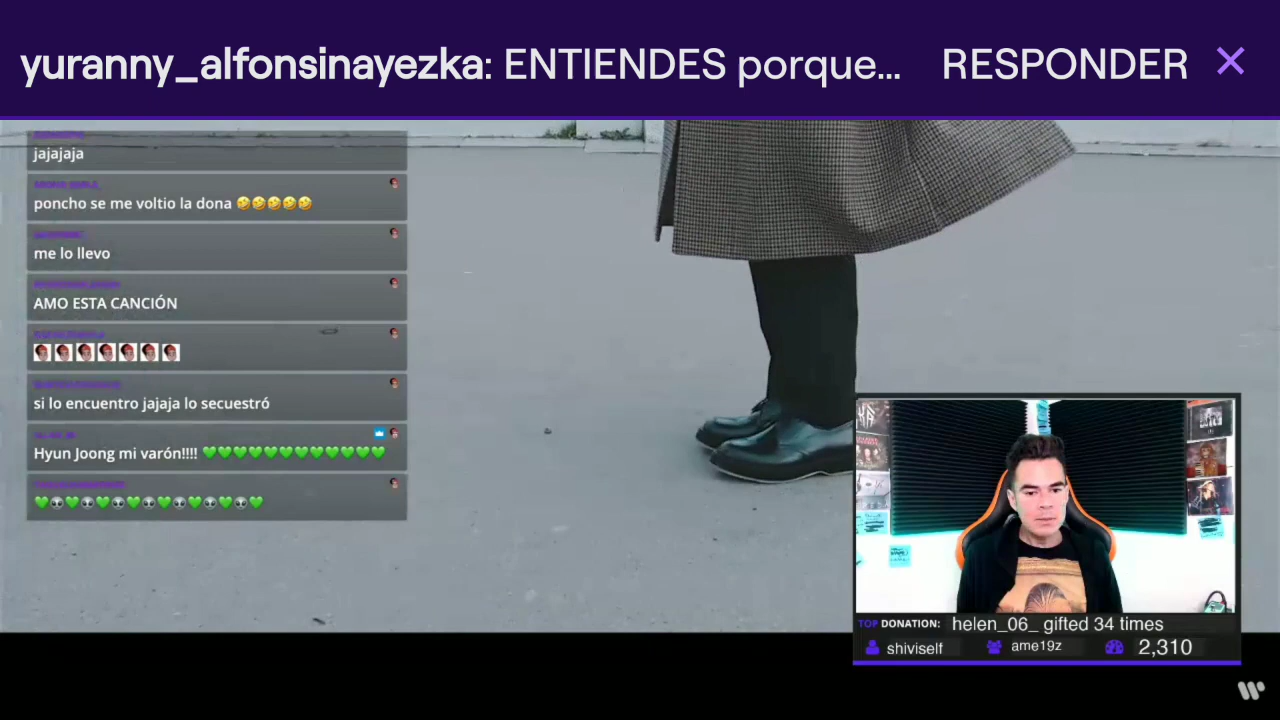 yuranny_alfonsinayezka: ENTIENDES porque... RESPONDER
jajajaja
poncho se me voltio la dona 🤣🤣🤣🤣🤣
me lo llevo
AMO ESTA CANCIÓN
si lo encuentro jajaja lo secuestró
Hyun Joong mi varón!!!! 💚💚💚💚💚💚💚💚💚💚💚💚
💚👽💚👽💚👽💚👽💚👽💚👽💚👽💚
TOP DONATION: helen_06_ gifted 34 times
shiviself ame19z 2,310